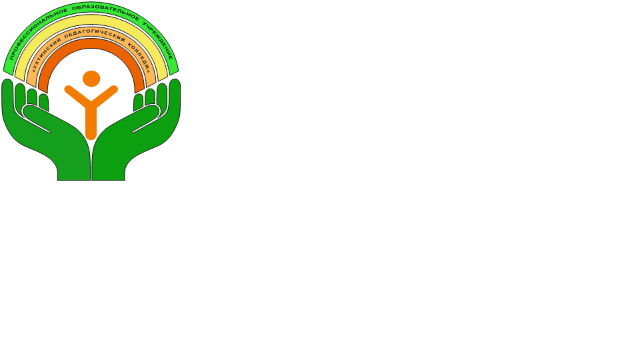 ПРОФЕССИОНАЛЬНОЕ ОБРАЗОВАТЕЛЬНОЕ УЧРЕЖДЕНИЕ
«УХТИНСКИЙ ПЕДАГОГИЧЕСКИЙ КОЛЛЕДЖ»